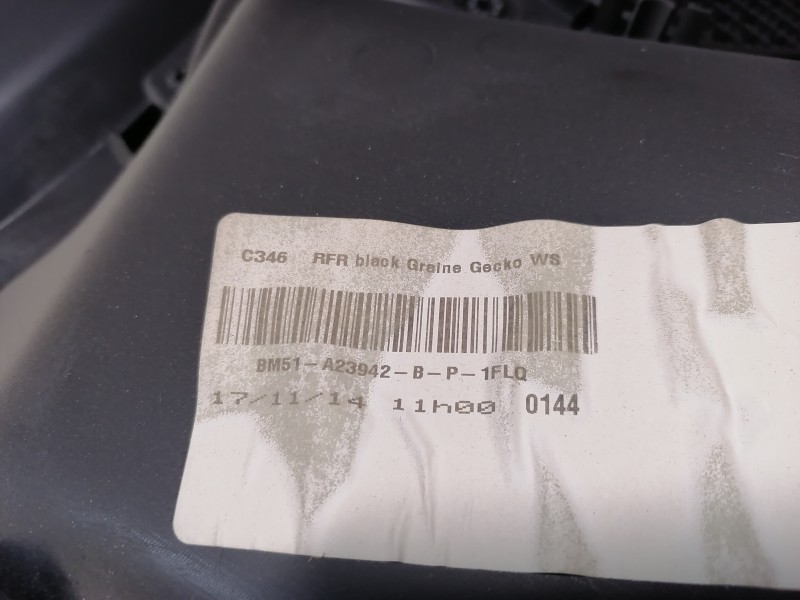 C346 RFR black Graine Gecko WS
BM51-A23942-B-P-1FLQ
17/11/14 11h00 0144